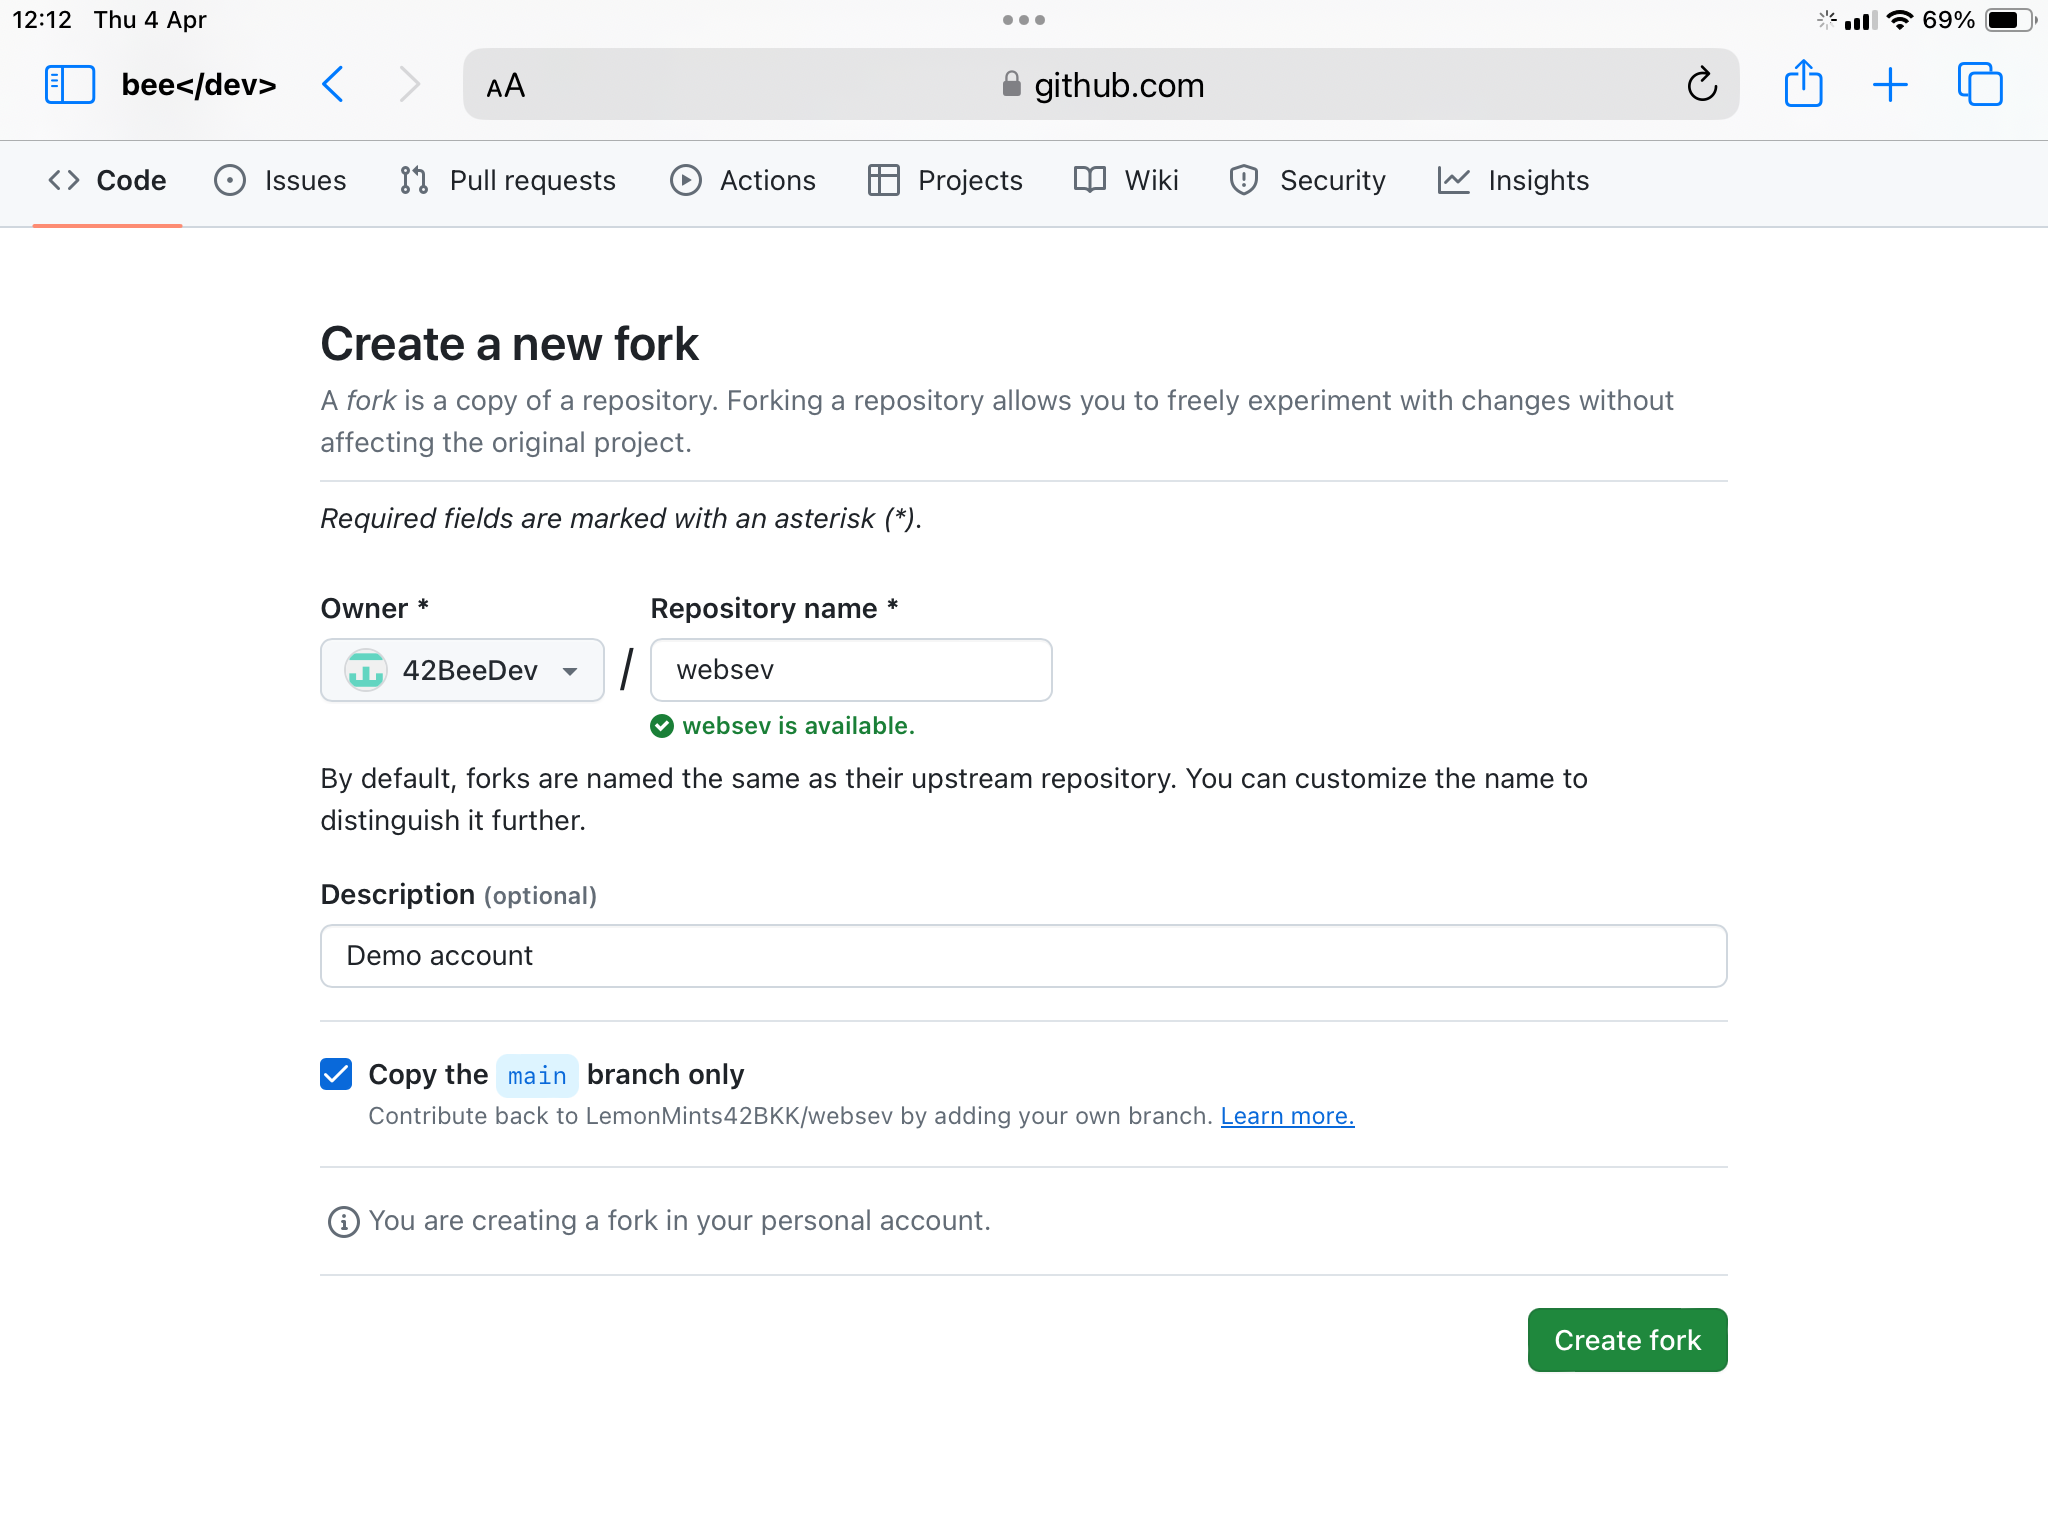 12:12 Thu 4 Apr
69%
bee</dev>
AA
github.com
Code Issues Pull requests Actions Projects Wiki Security Insights
Create a new fork
A fork is a copy of a repository. Forking a repository allows you to freely experiment with changes without
affecting the original project.
Required fields are marked with an asterisk (*).
Owner * Repository name *
42BeeDev / websev
websev is available.
By default, forks are named the same as their upstream repository. You can customize the name to
distinguish it further.
Description (optional)
Demo account
Copy the main branch only
Contribute back to LemonMints42BKK/websev by adding your own branch. Learn more.
You are creating a fork in your personal account.
Create fork